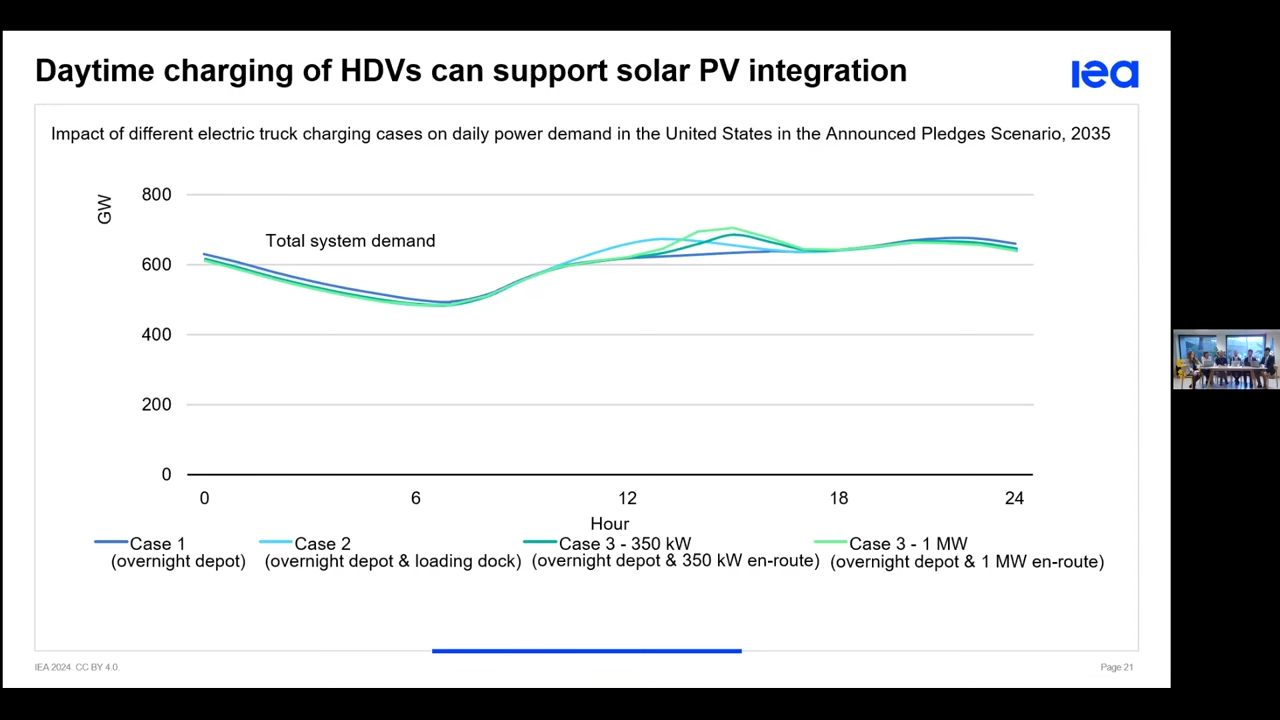 Daytime charging of HDVs can support solar PV integration
iea
Impact of different electric truck charging cases on daily power demand in the United States in the Announced Pledges Scenario, 2035
GW
800
Total system demand
600
400
200
0
0 6 12 18 24
Hour
Case 1 Case 2 Case 3 - 350 kW Case 3 - 1 MW
(overnight depot) (overnight depot & loading dock) (overnight depot & 350 kW en-route) (overnight depot & 1 MW en-route)
IEA 2024. CC BY 4.0.
Page 21